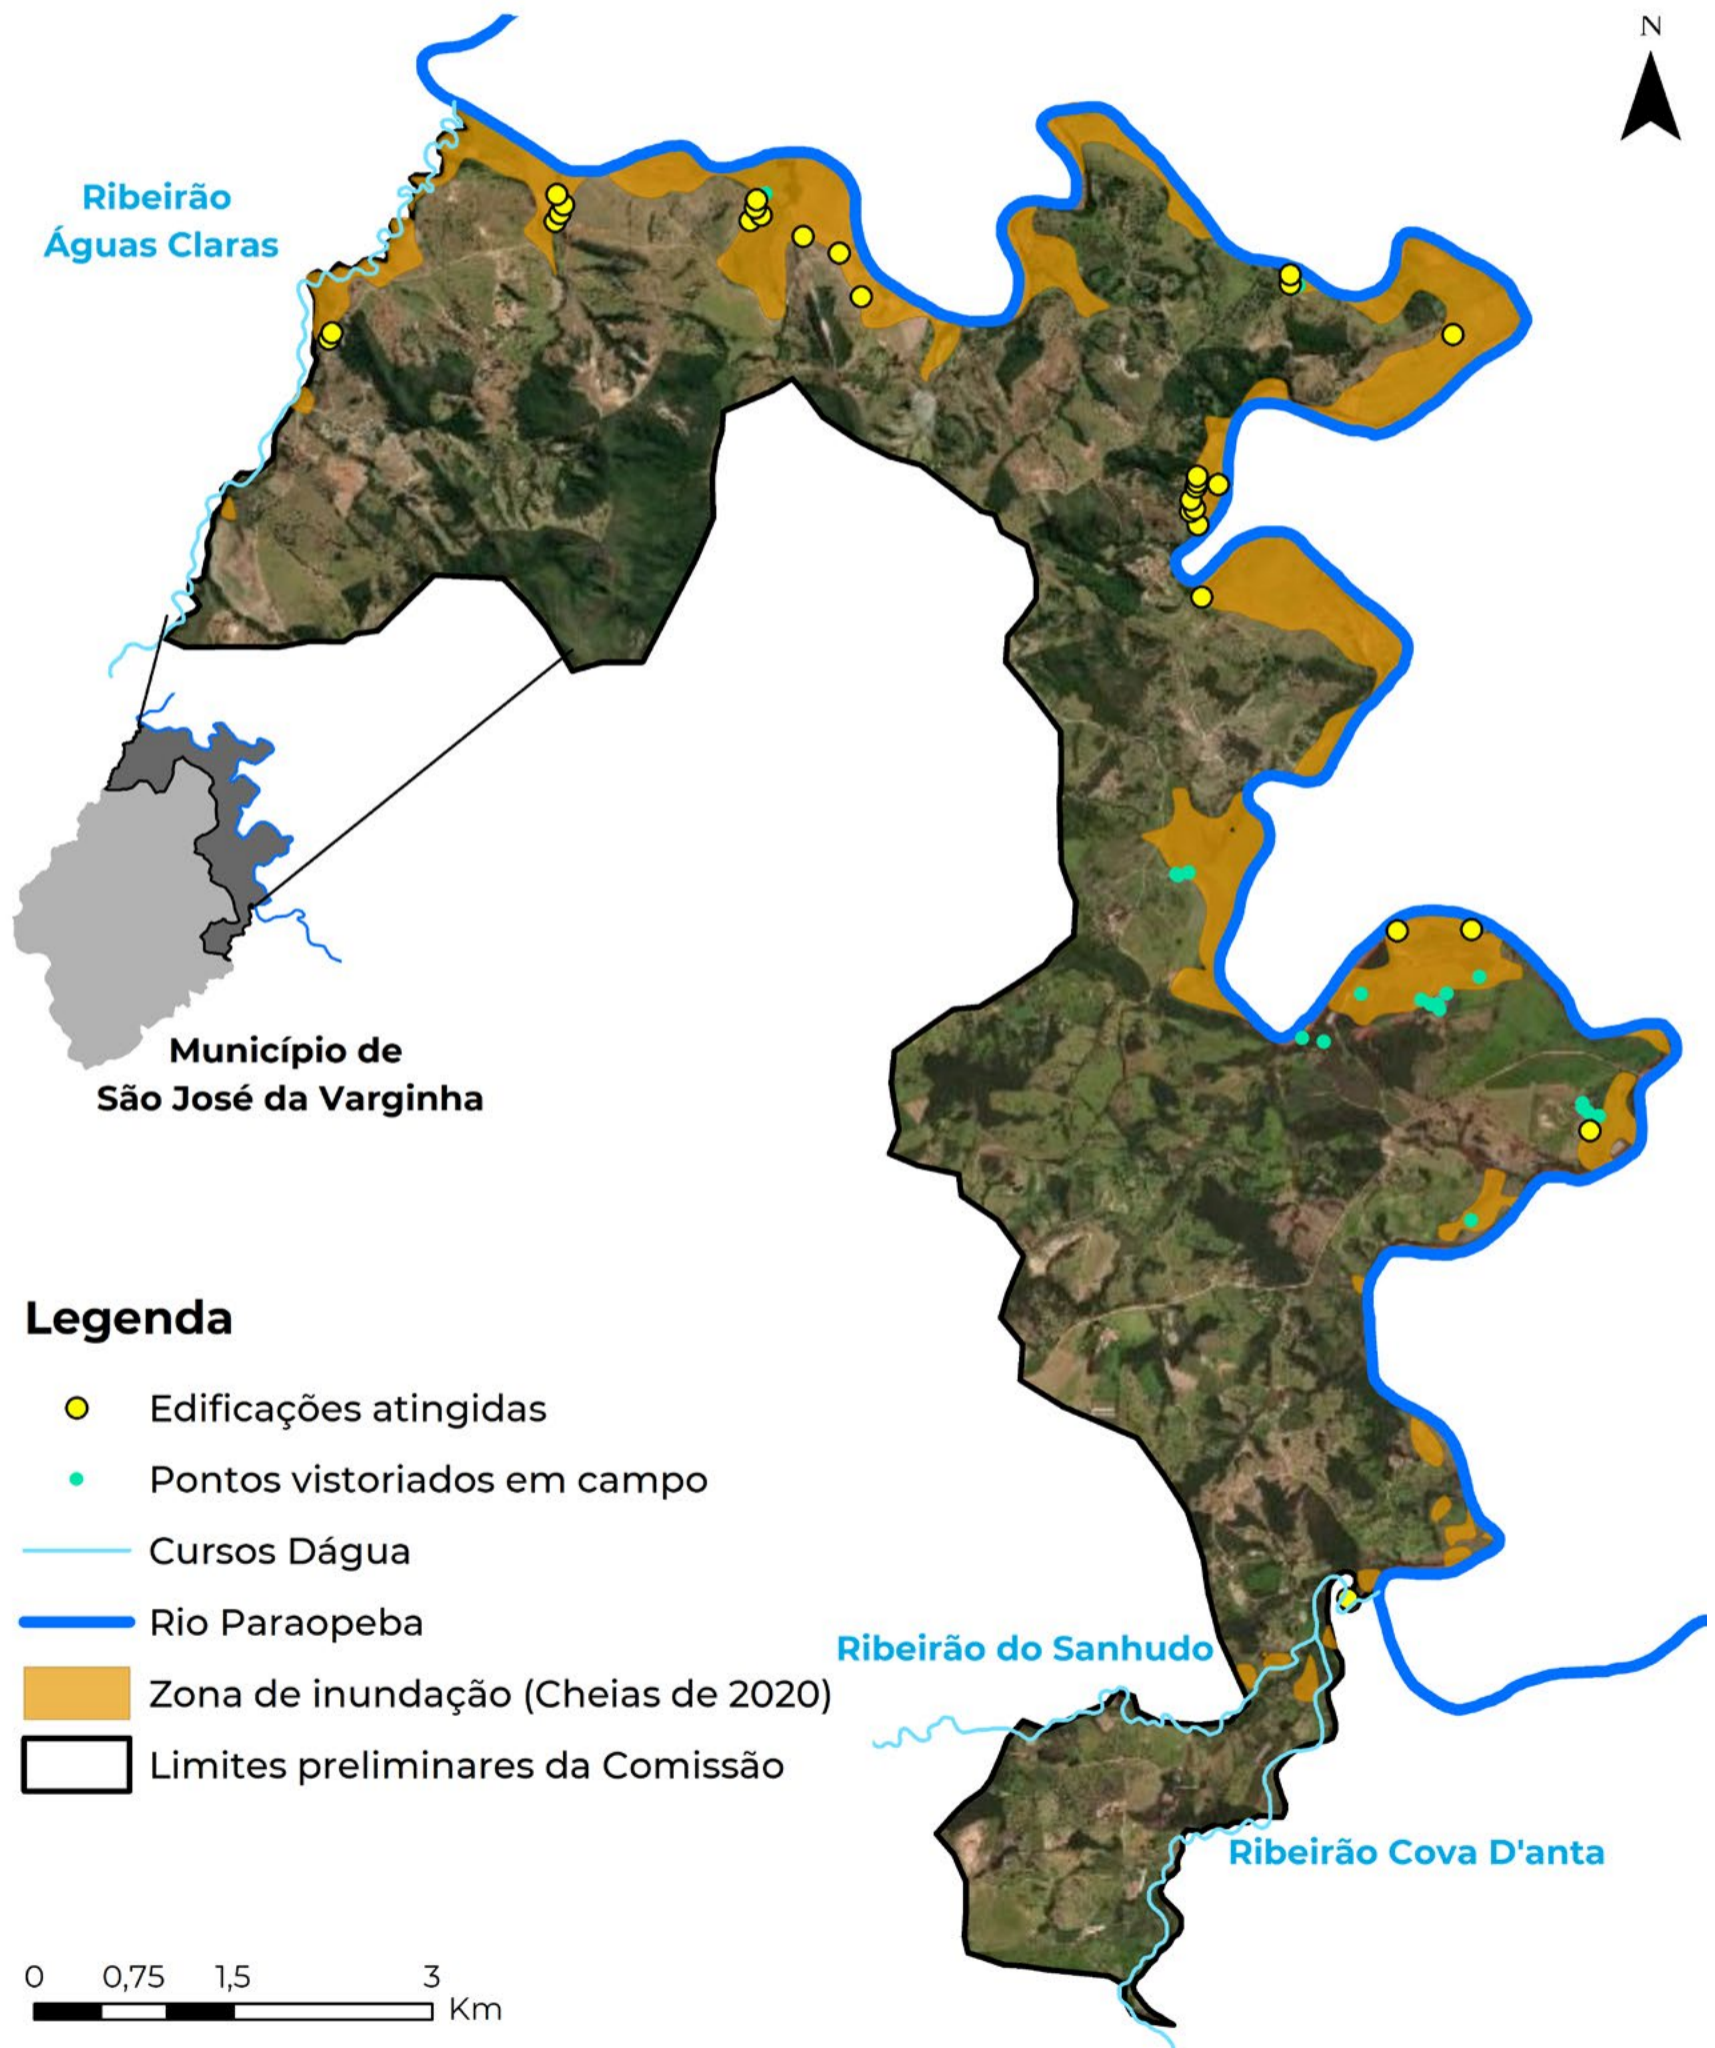 N
Ribeirão
Águas Claras
Município de
São José da Varginha
Legenda
Edificações atingidas
Pontos vistoriados em campo
Cursos Dágua
Rio Paraopeba
Zona de inundação (Cheias de 2020)
Limites preliminares da Comissão
Ribeirão do Sanhudo
Ribeirão Cova D'anta
0 0,75 1,5 3
Km